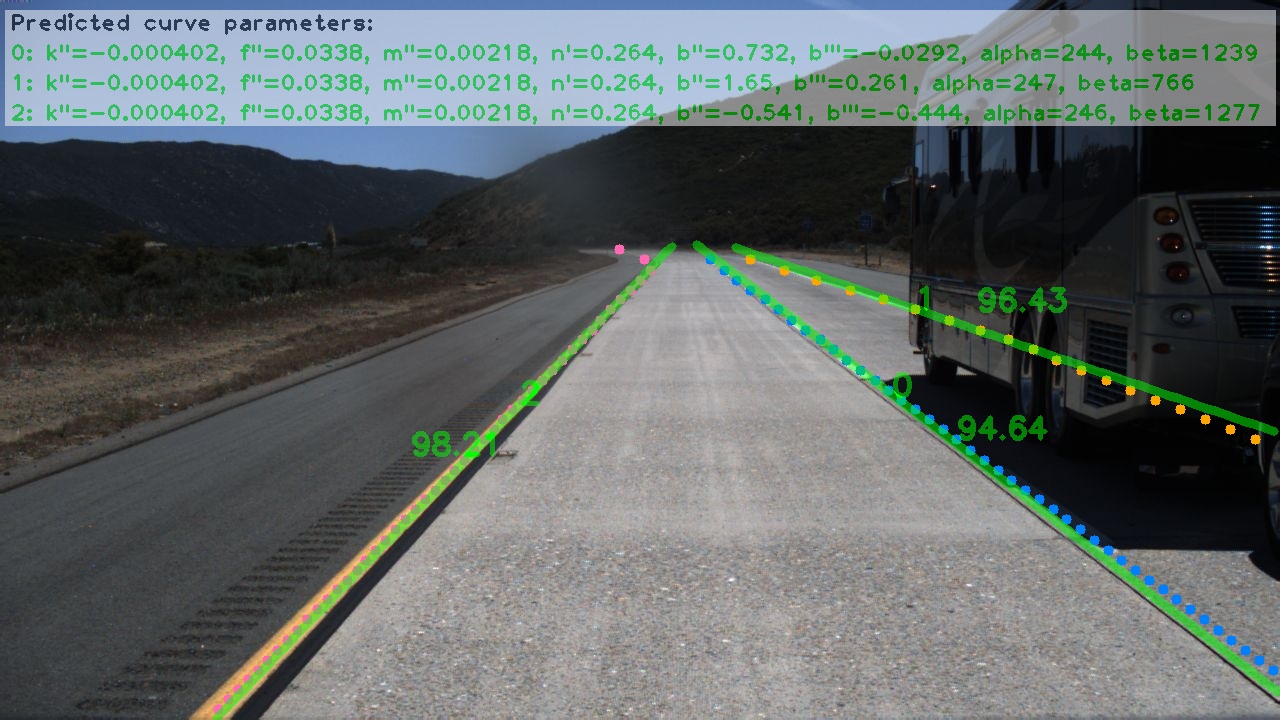 Predicted curve parameters:
0: k''=-0.000402, f''=0.0338, m''=0.00218, n'=0.264, b''=0.732, b'''=-0.0292, alpha=244, beta=1239
1: k''=-0.000402, f''=0.0338, m''=0.00218, n'=0.264, b''=1.65, b'''=0.261, alpha=247, beta=766
2: k''=-0.000402, f''=0.0338, m''=0.00218, n'=0.264, b''=-0.541, b'''=-0.444, alpha=246, beta=1277
1 96.43
2
0
98.21
94.64